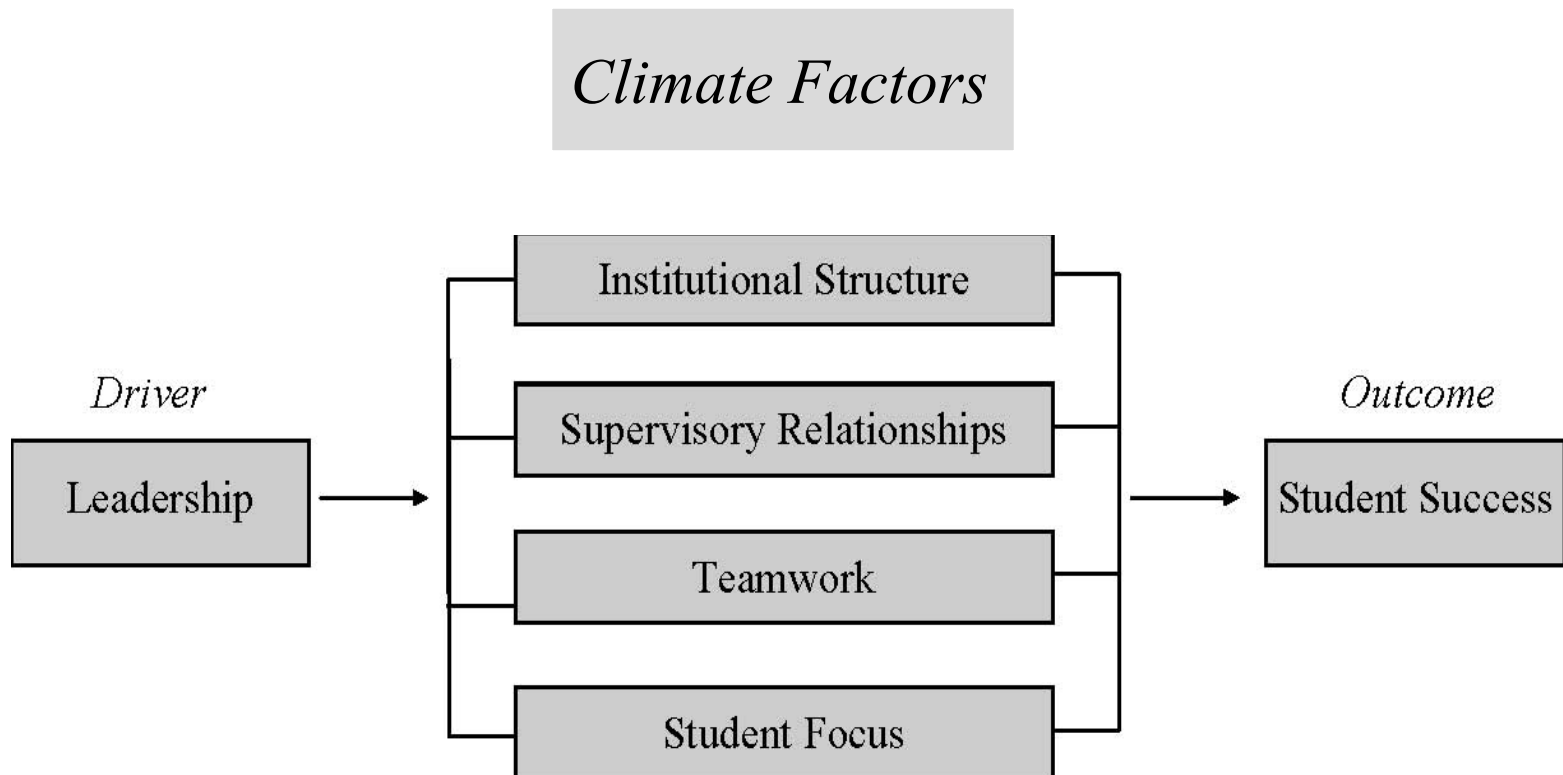 Climate Factors
Driver
Leadership
Institutional Structure
Supervisory Relationships
Teamwork
Student Focus
Outcome
Student Success